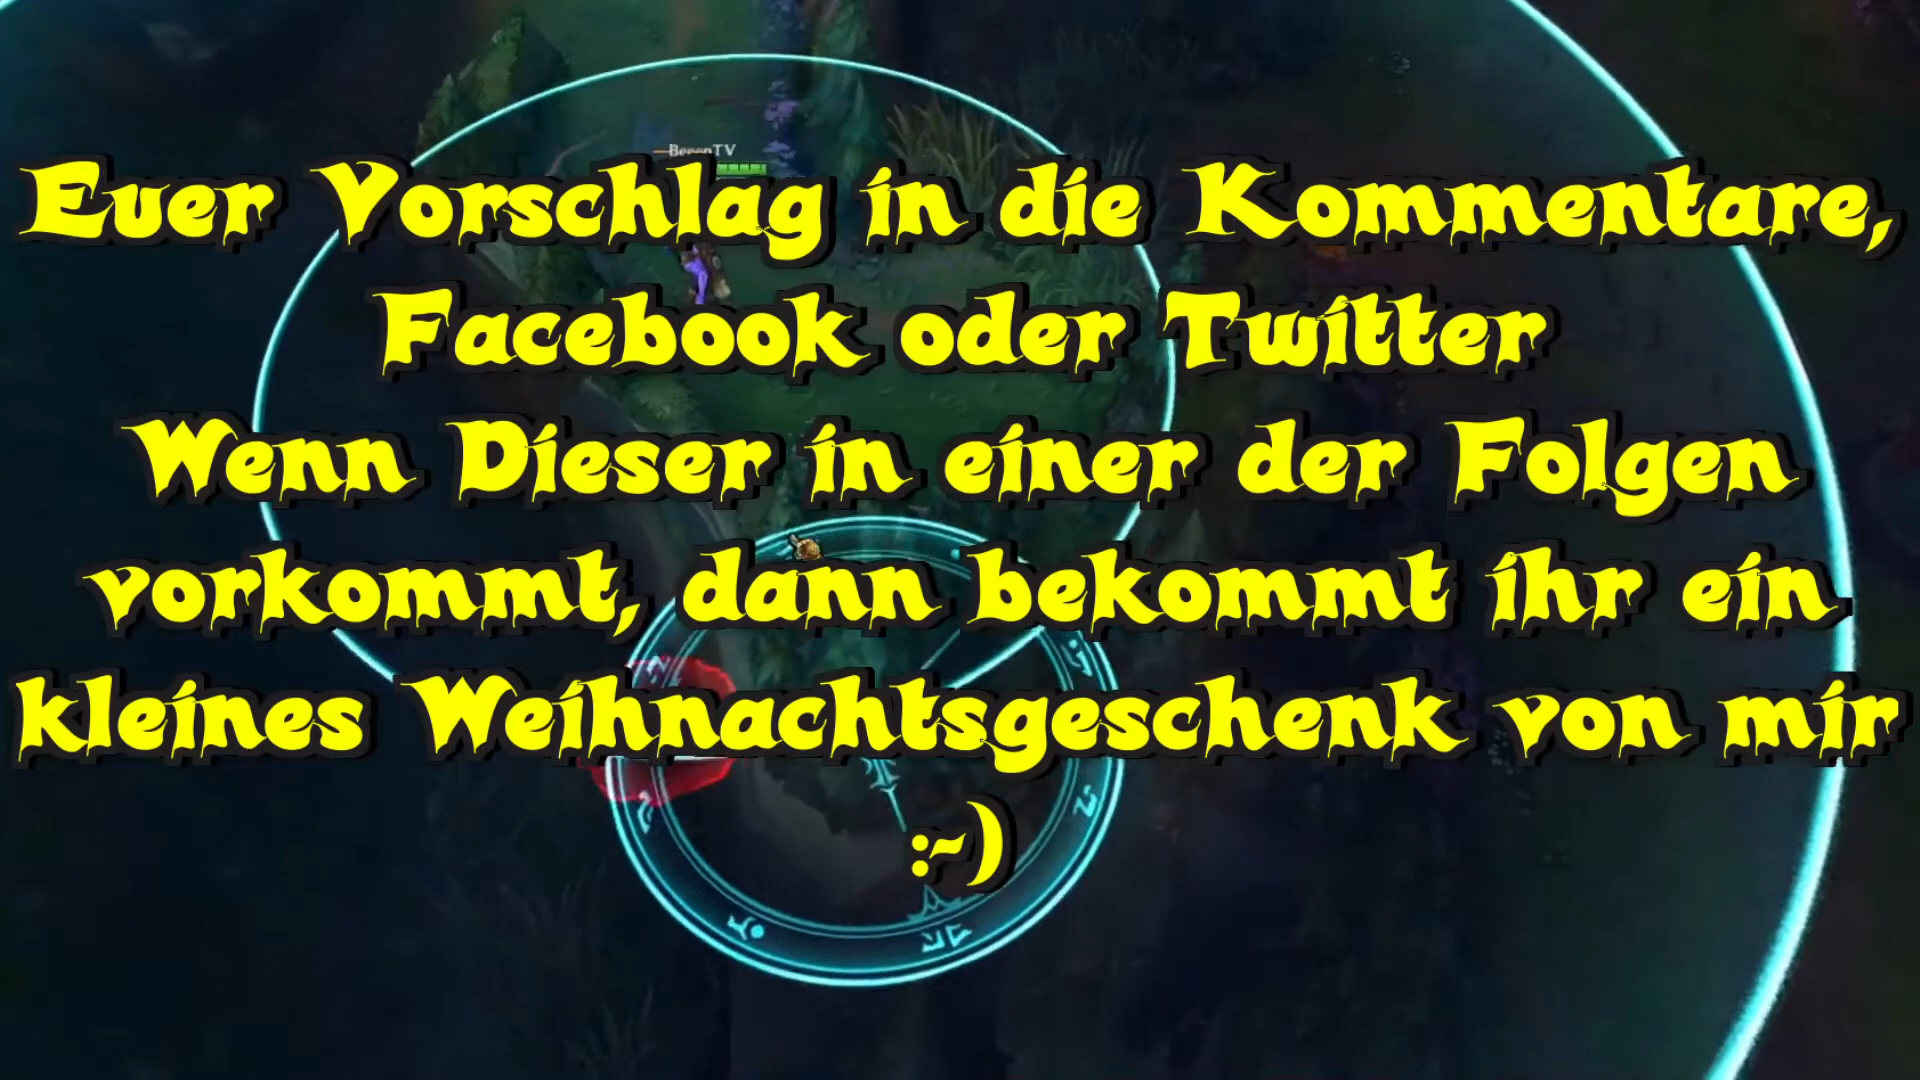 Euer Vorschlag in die Kommentare,
Facebook oder Twitter
Wenn Dieser in einer der Folgen
vorkommt, dann bekommt ihr ein
kleines Weihnachtsgeschenk von mir
:-)